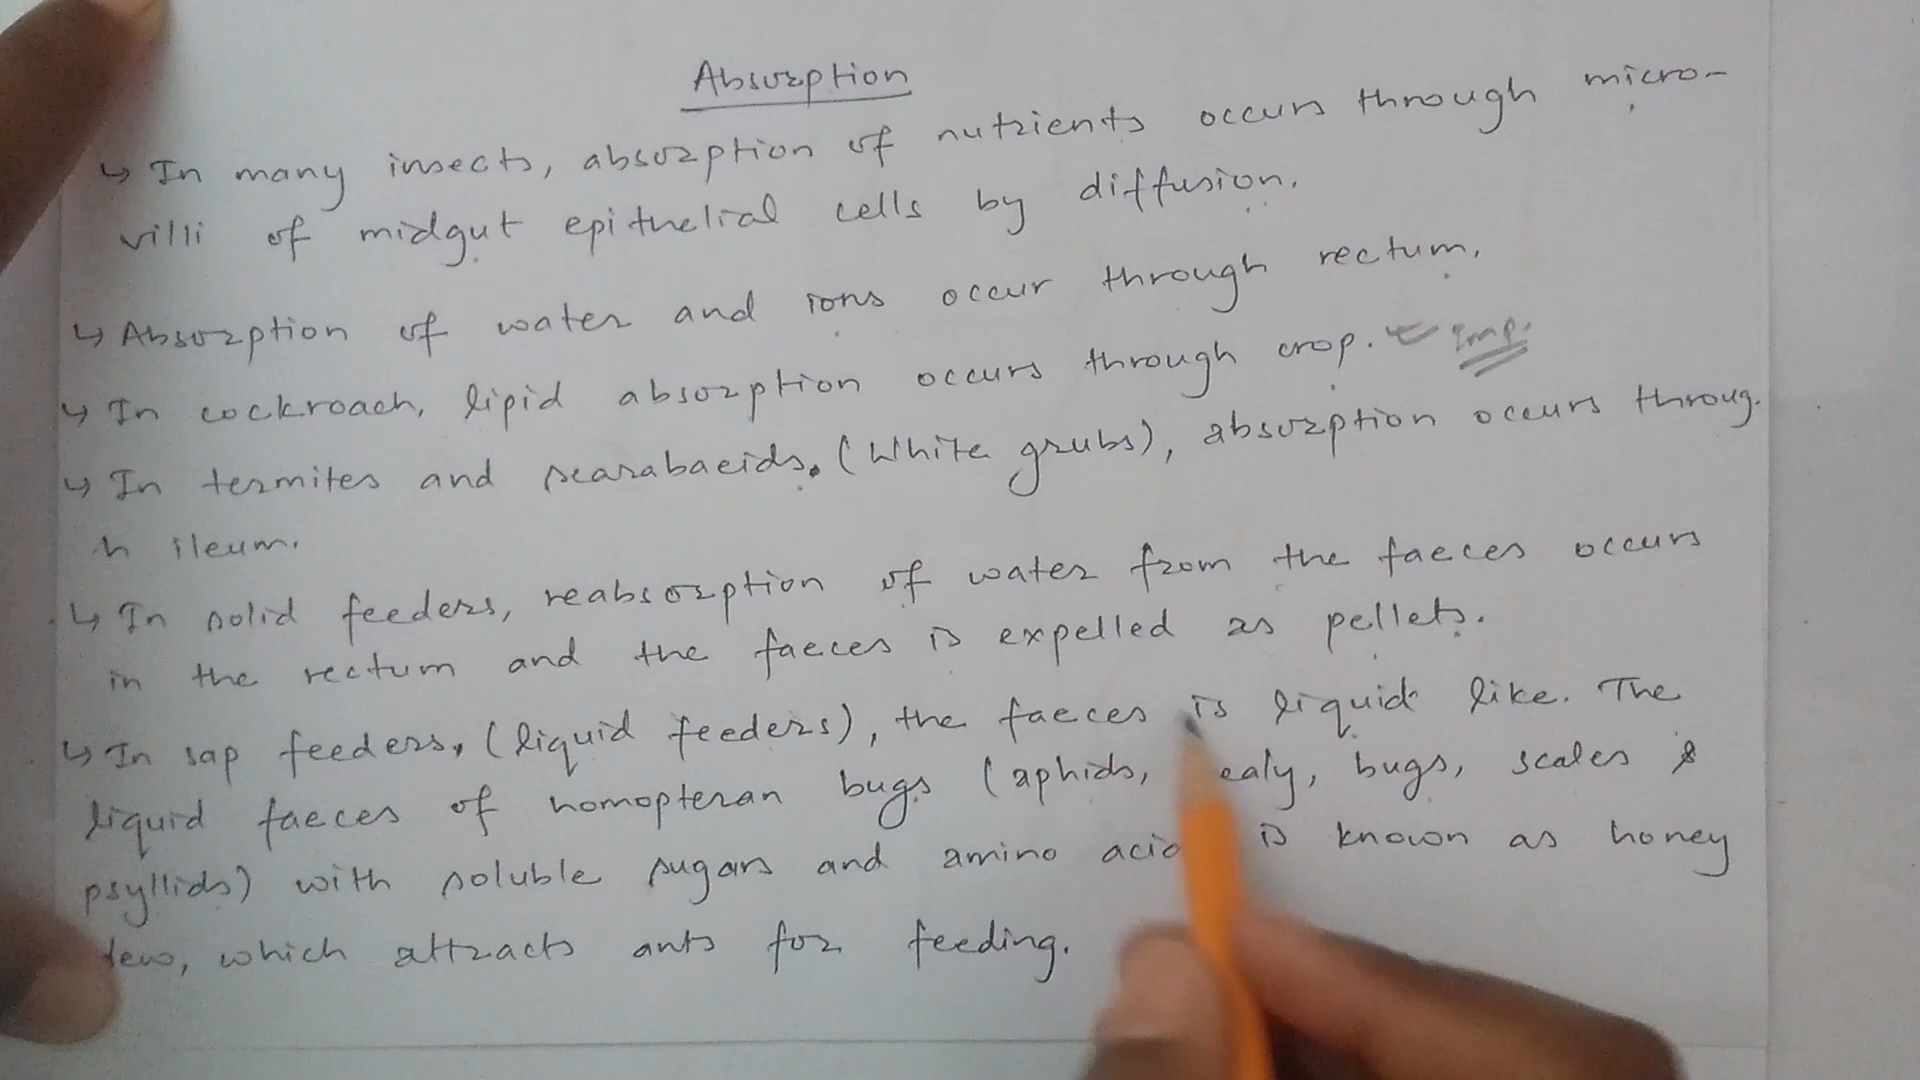 Absorption
↳ In many insects, absorption of nutrients occurs through micro-
villi of midgut epithelial cells by diffusion.
↳ Absorption of water and ions occur through rectum.
↳ In cockroach, lipid absorption occurs through crop. ← Imp.
↳ In termites and scarabaeids. (White grubs), absorption occurs throug.
h ileum.
↳ In solid feeders, reabsorption of water from the faeces occurs
in the rectum and the faeces is expelled as pellets.
↳ In sap feeders, (liquid feeders), the faeces is liquid like. The
liquid faeces of homopteran bugs (aphids, ealy, bugs, scales &
psyllids) with soluble sugars and amino acid is known as honey
dew, which attracts ants for feeding.